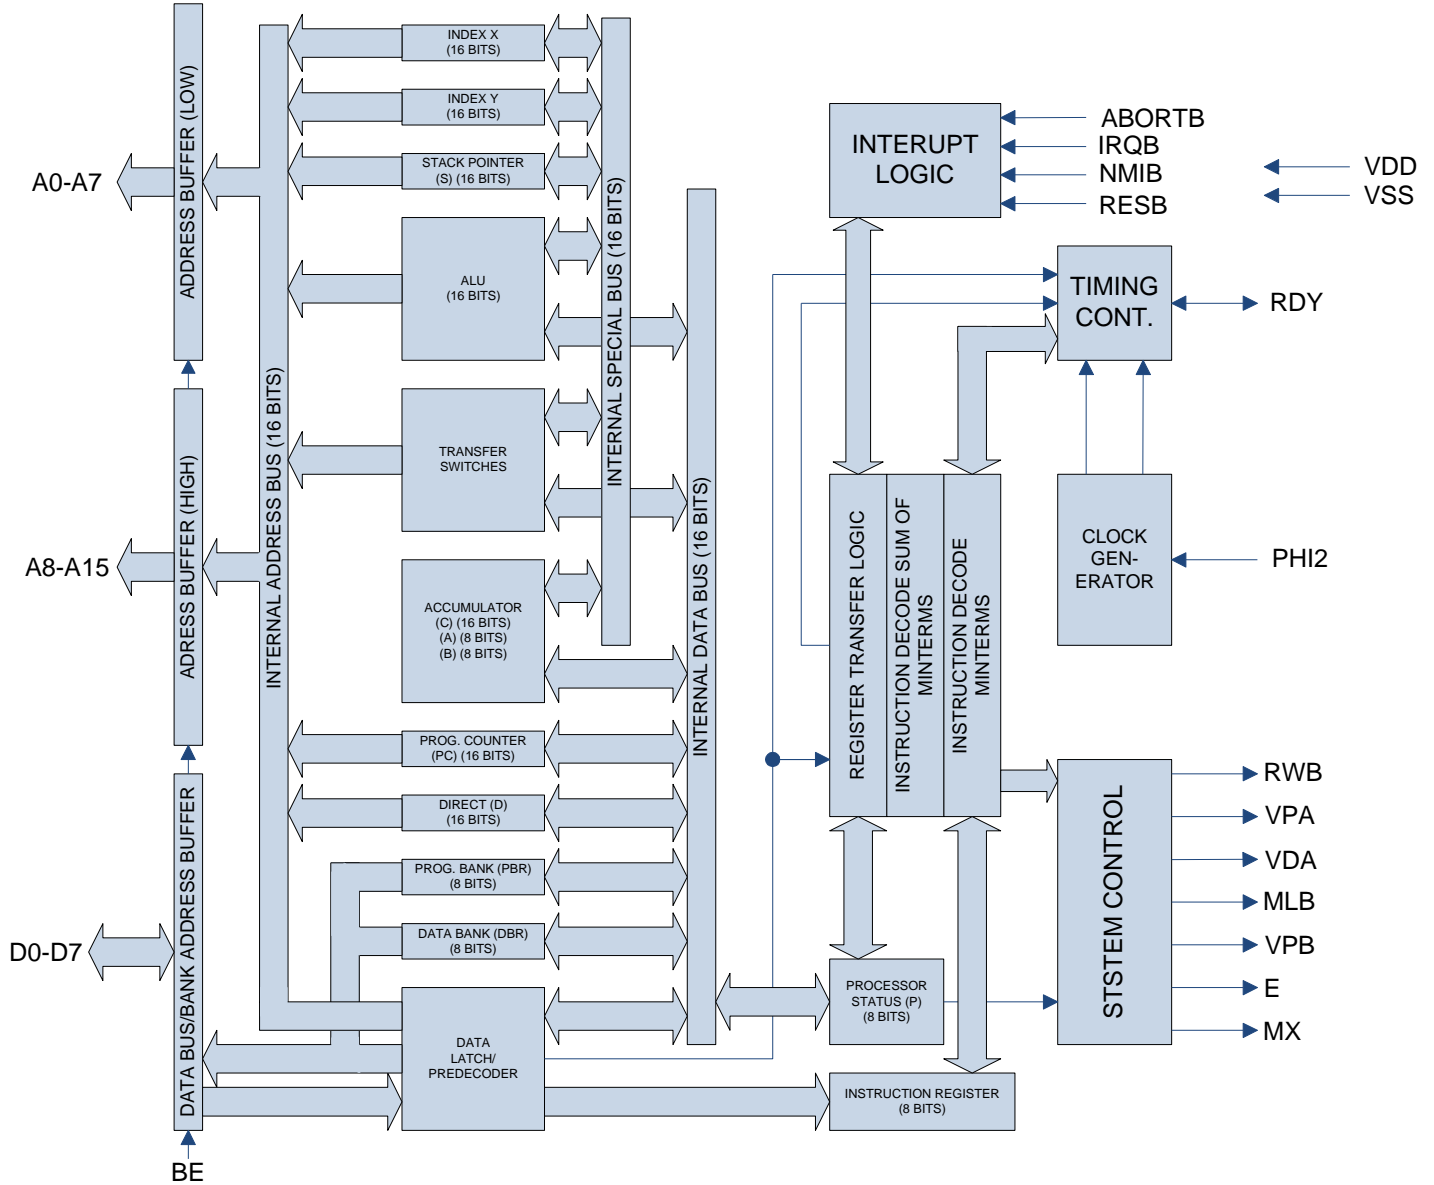 INDEX X
(16 BITS)
INDEX Y
(16 BITS)
STACK POINTER
(S) (16 BITS)
ALU
(16 BITS)
TRANSFER
SWITCHES
ACCUMULATOR
(C) (16 BITS)
(A) (8 BITS)
(B) (8 BITS)
PROG. COUNTER
(PC) (16 BITS)
DIRECT (D)
(16 BITS)
PROG. BANK (PBR)
(8 BITS)
DATA BANK (DBR)
(8 BITS)
DATA
LATCH/
PREDECODER
A0-A7
A8-A15
D0-D7
BE
ADDRESS BUFFER (LOW)
ADRESS BUFFER (HIGH)
DATA BUS/BANK ADDRESS BUFFER
INTERNAL ADDRESS BUS (16 BITS)
INTERNAL SPECIAL BUS (16 BITS)
INTERNAL DATA BUS (16 BITS)
INTERUPT
LOGIC
ABORTB
IRQB
NMIB
RESB
VDD
VSS
TIMING
CONT.
RDY
CLOCK
GEN-
ERATOR
PHI2
REGISTER TRANSFER LOGIC
INSTRUCTION DECODE SUM OF
MINTERMS
INSTRUCTION DECODE
MINTERMS
STSTEM CONTROL
RWB
VPA
VDA
MLB
VPB
E
MX
PROCESSOR
STATUS (P)
(8 BITS)
INSTRUCTION REGISTER
(8 BITS)